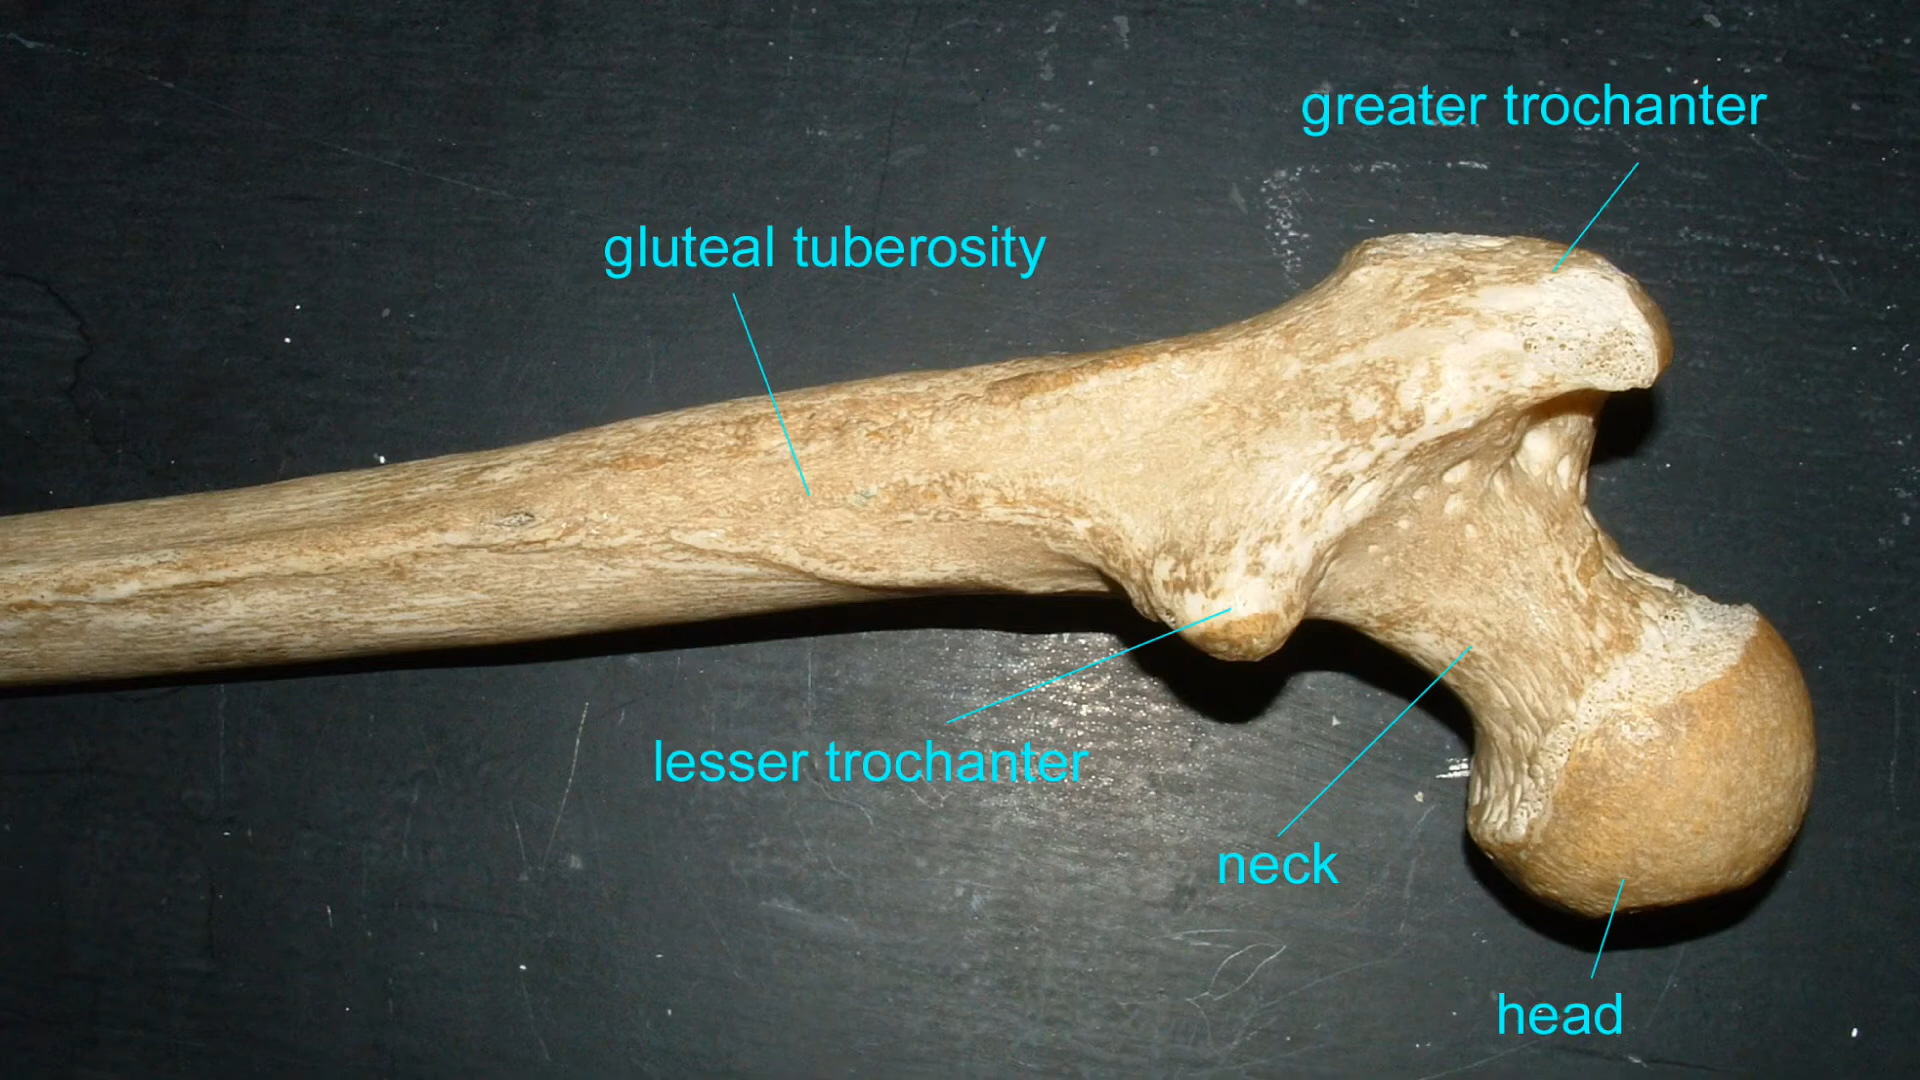 greater trochanter
gluteal tuberosity
lesser trochanter
neck
head